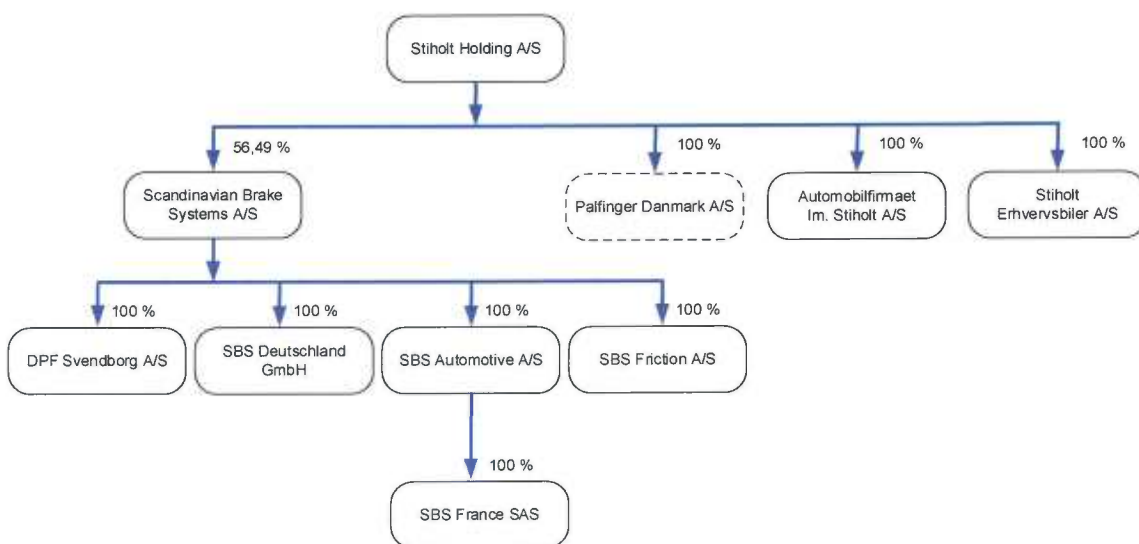 Stiholt Holding A/S
56,49 %
100 %
100 %
100 %
Scandinavian Brake
Systems A/S
Palfinger Danmark A/S
Automobilfirmaet
Im. Stiholt A/S
Stiholt
Erhvervsbiler A/S
100 %
100 %
100 %
100 %
DPF Svendborg A/S
SBS Deutschland
GmbH
SBS Automotive A/S
SBS Friction A/S
100 %
SBS France SAS